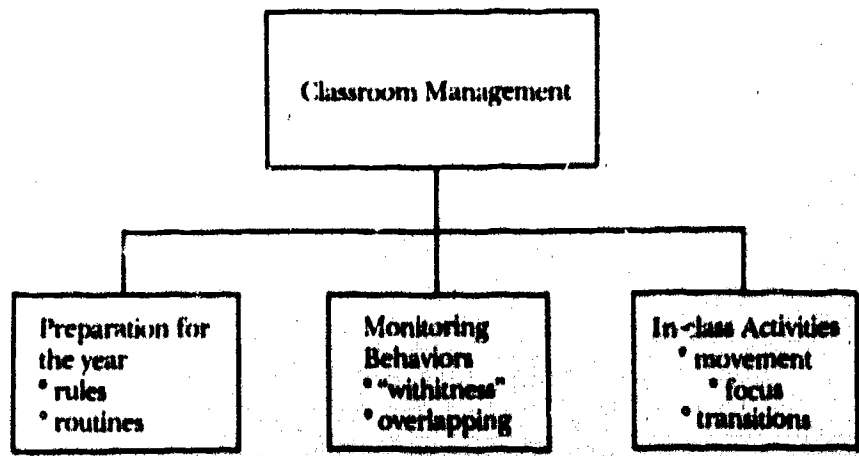 Classroom Management
Preparation for
the year
* rules
* routines
Monitoring
Behaviors
* "withitness"
* overlapping
In-class Activities
* movement
* focus
* transitions